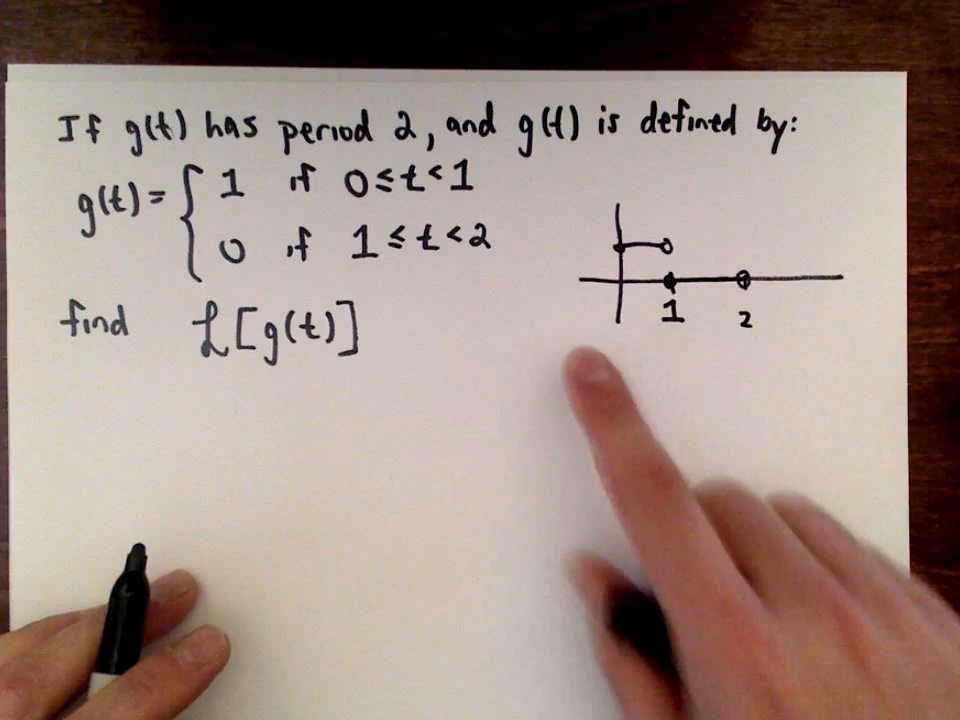 If g(t) has period 2, and g(t) is defined by:
g(t) = { 1 if 0 ≤ t < 1
0 if 1 ≤ t < 2
find ℒ[g(t)]
1 2